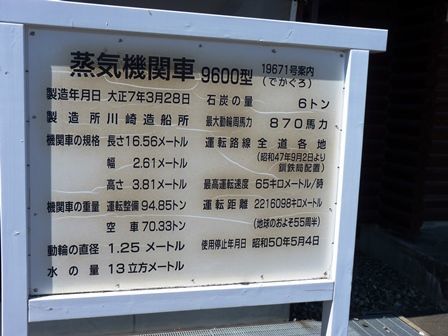 蒸気機関車 9600型 19671号案内
(でかぐろ)
製造年月日 大正7年3月28日
製造所 川崎造船所
機関車の規格 長さ16.56メートル
幅 2.61メートル
高さ 3.81メートル
機関車の重量 運転整備 94.85トン
空車 70.33トン
動輪の直径 1.25メートル
水の量 13立方メートル
石炭の量 6トン
最大動輪周馬力 870馬力
運転路線 全道各地
(昭和47年9月2日より
釧鉄局配置)
最高運転速度 65キロメートル/時
運転距離 2216098キロメートル
(地球のおよそ55周半)
使用停止年月日 昭和50年5月4日